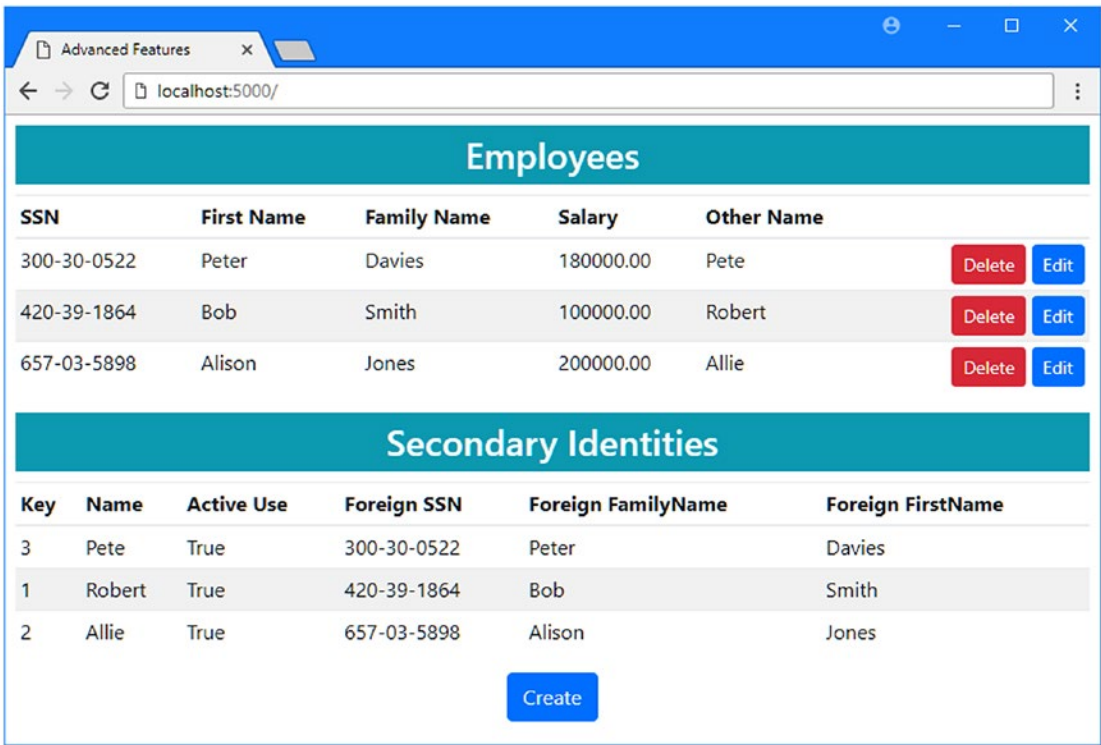 Advanced Features
localhost:5000/
Employees
SSN First Name Family Name Salary Other Name
300-30-0522 Peter Davies 180000.00 Pete Delete Edit
420-39-1864 Bob Smith 100000.00 Robert Delete Edit
657-03-5898 Alison Jones 200000.00 Allie Delete Edit
Secondary Identities
Key Name Active Use Foreign SSN Foreign FamilyName Foreign FirstName
3 Pete True 300-30-0522 Peter Davies
1 Robert True 420-39-1864 Bob Smith
2 Allie True 657-03-5898 Alison Jones
Create